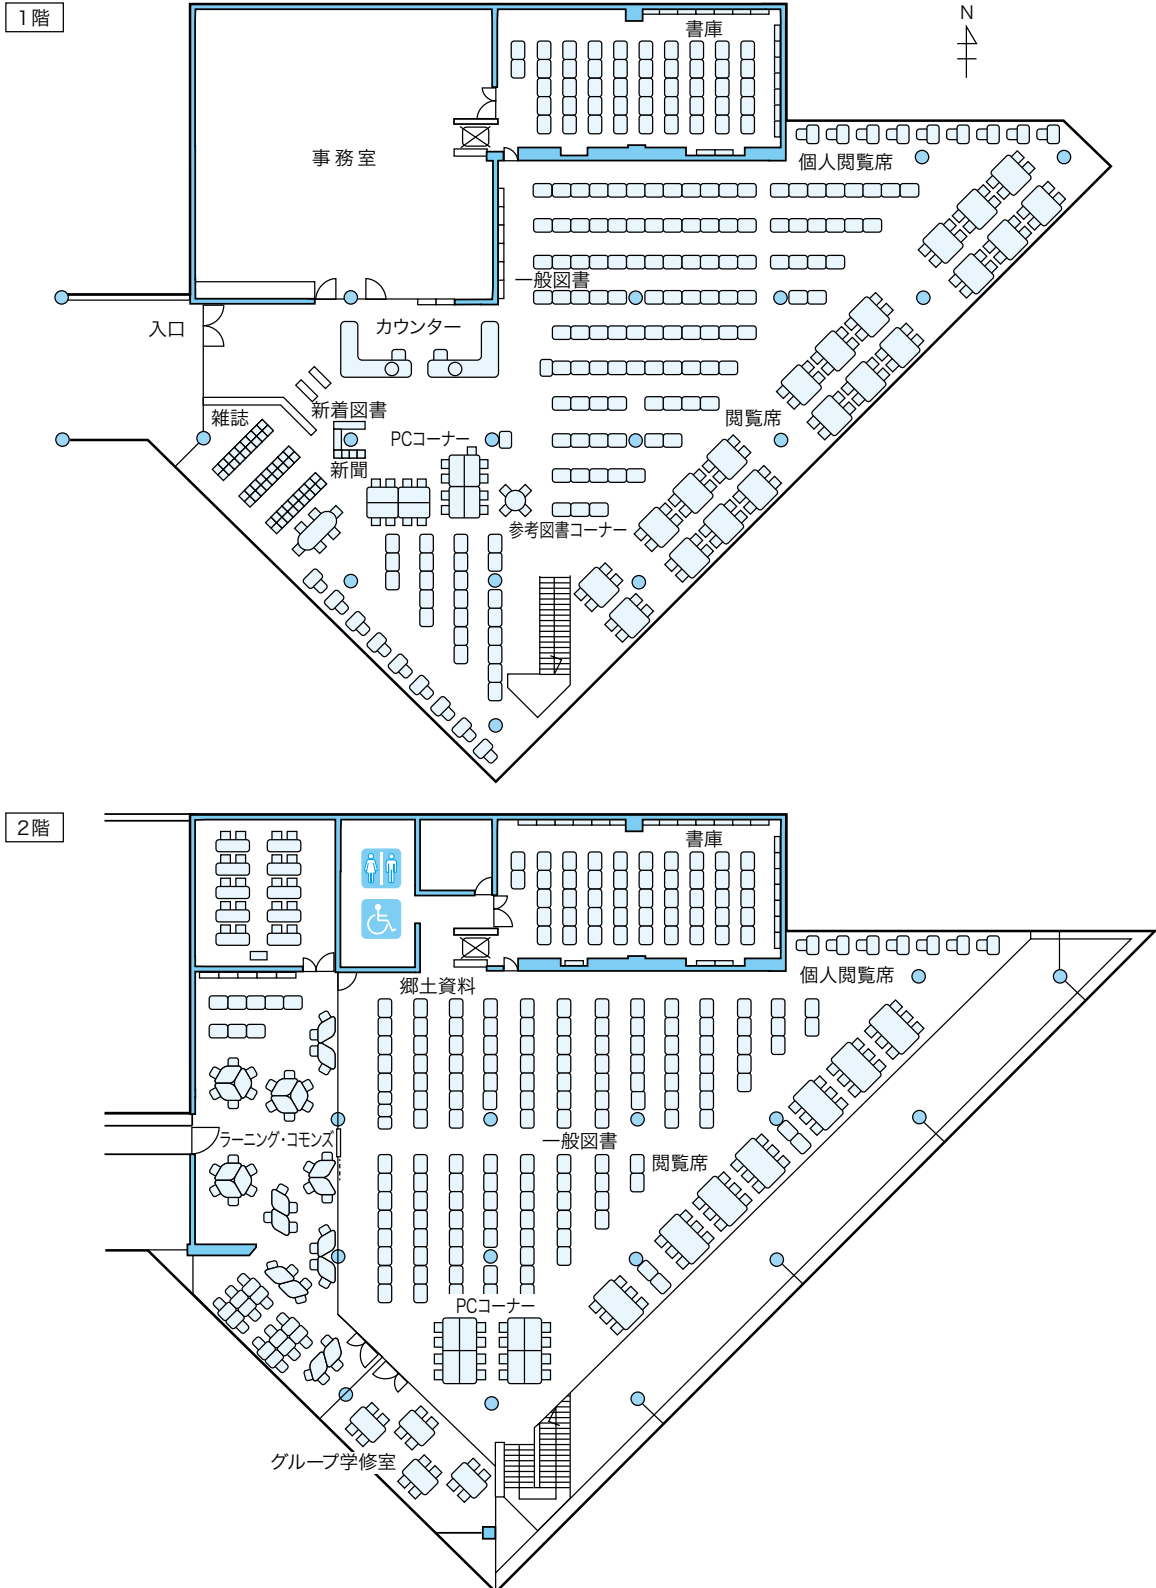 1階
N
書庫
事務室
個人閲覧席
一般図書
入口
カウンター
雑誌
新着図書
閲覧席
PCコーナー
新聞
参考図書コーナー
2階
書庫
個人閲覧席
郷土資料
ラーニング・コモンズ
一般図書
閲覧席
PCコーナー
グループ学修室